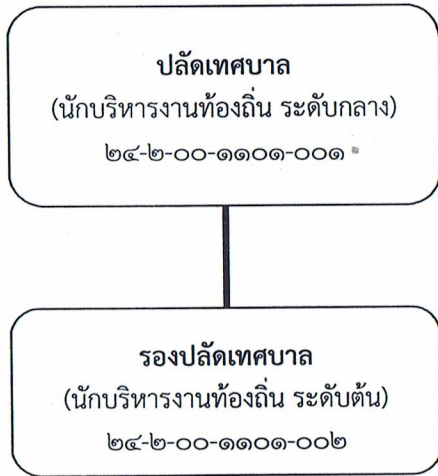 ปลัดเทศบาล
(นักบริหารงานท้องถิ่น ระดับกลาง)
๒๔-๒-๐๐-๑๑๐๑-๐๐๑
รองปลัดเทศบาล
(นักบริหารงานท้องถิ่น ระดับต้น)
๒๔-๒-๐๐-๑๑๐๑-๐๐๒